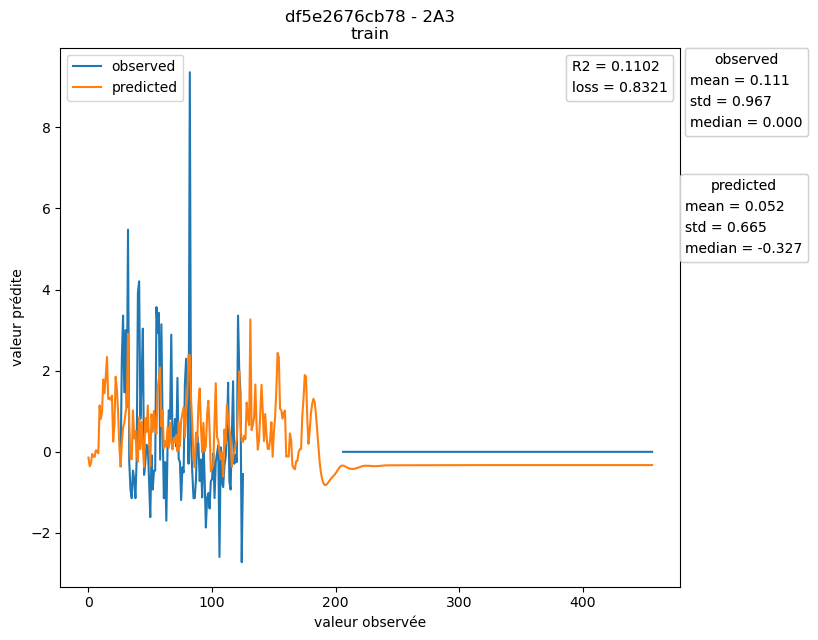 df5e2676cb78 - 2A3
train
observed
predicted
R2 = 0.1102
loss = 0.8321
observed
mean = 0.111
std = 0.967
median = 0.000
predicted
mean = 0.052
std = 0.665
median = -0.327
valeur prédite
8
6
4
2
0
−2
0
100
200
300
400
valeur observée